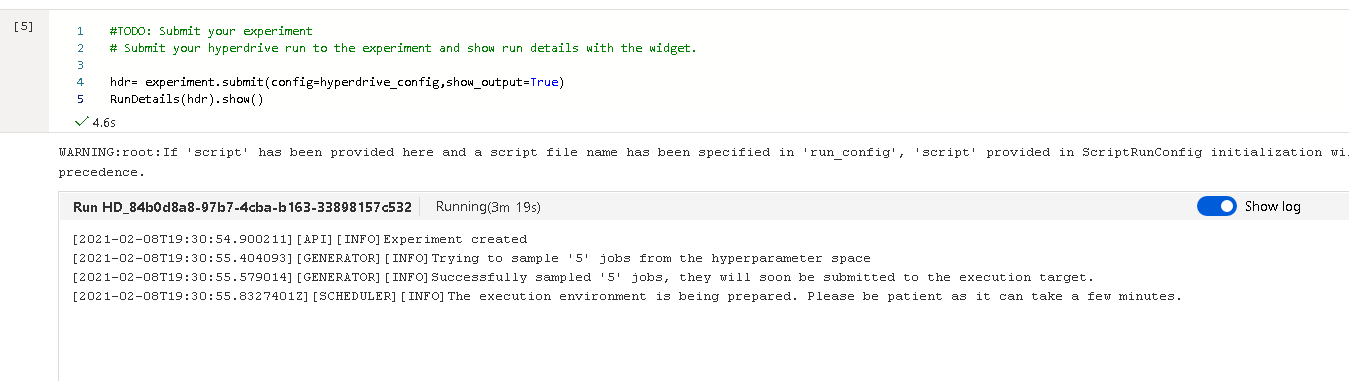 [5]
1 #TODO: Submit your experiment
2 # Submit your hyperdrive run to the experiment and show run details with the widget.
3
4 hdr= experiment.submit(config=hyperdrive_config,show_output=True)
5 RunDetails(hdr).show()
4.6s
WARNING:root:If 'script' has been provided here and a script file name has been specified in 'run_config', 'script' provided in ScriptRunConfig initialization
precedence.
Run HD_84b0d8a8-97b7-4cba-b163-33898157c532 Running(3m 19s) Show log
[2021-02-08T19:30:54.900211][API][INFO]Experiment created
[2021-02-08T19:30:55.404093][GENERATOR][INFO]Trying to sample '5' jobs from the hyperparameter space
[2021-02-08T19:30:55.579014][GENERATOR][INFO]Successfully sampled '5' jobs, they will soon be submitted to the execution target.
[2021-02-08T19:30:55.8327401Z][SCHEDULER][INFO]The execution environment is being prepared. Please be patient as it can take a few minutes.